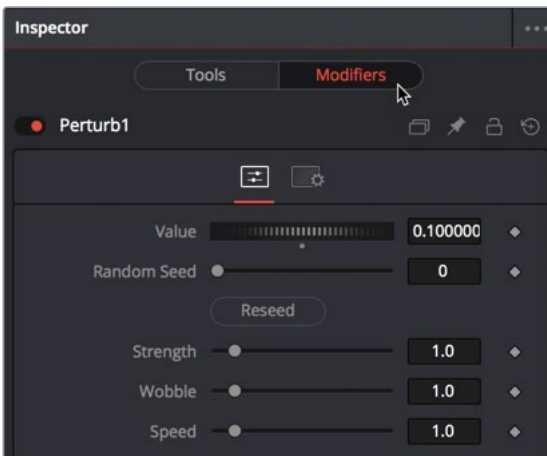 Inspector
Tools Modifiers
Perturb1
Value 0.100000
Random Seed 0
Reseed
Strength 1.0
Wobble 1.0
Speed 1.0